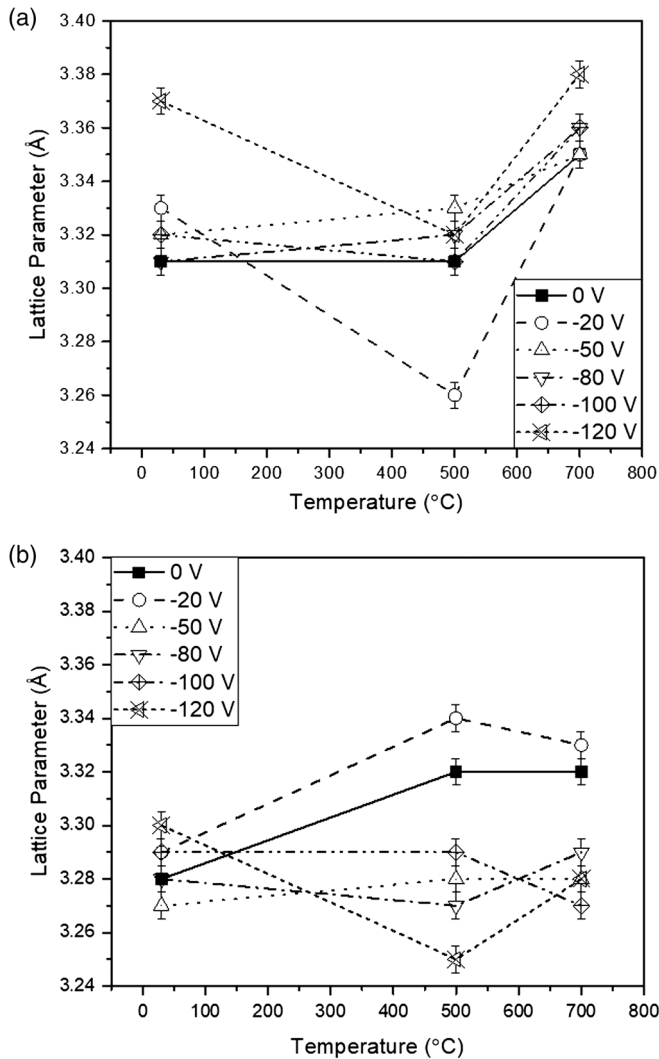 (a)
3.40
3.38
3.36
3.34
3.32
3.30
3.28
3.26
3.24
Lattice Parameter (Å)
0 V
-20 V
-50 V
-80 V
-100 V
-120 V
0 100 200 300 400 500 600 700 800
Temperature (°C)
(b)
3.40
3.38
3.36
3.34
3.32
3.30
3.28
3.26
3.24
Lattice Parameter (Å)
0 V
-20 V
-50 V
-80 V
-100 V
-120 V
0 100 200 300 400 500 600 700 800
Temperature (°C)